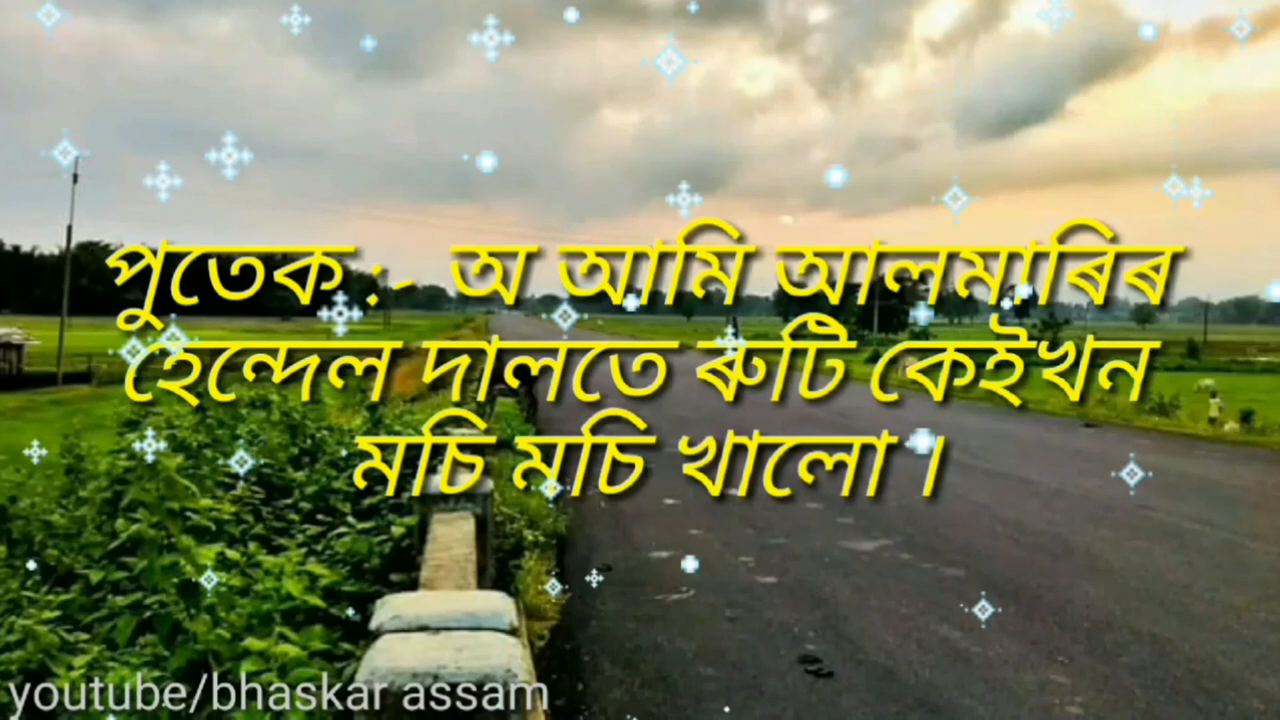 পুতেক :- অ আমি আলমাৰিৰ
হেন্দেল দালতে ৰুটি কেইখন
মচি মচি খালো ।
youtube/bhaskar assam